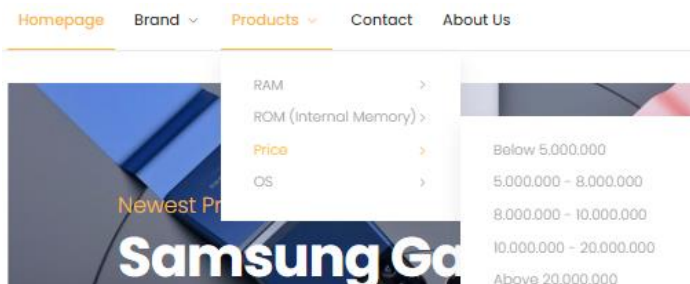 Homepage Brand Products Contact About Us
RAM
ROM (Internal Memory)
Price
OS
Below 5.000.000
5.000.000 - 8.000.000
8.000.000 - 10.000.000
10.000.000 - 20.000.000
Above 20.000.000
Newest
Samsung